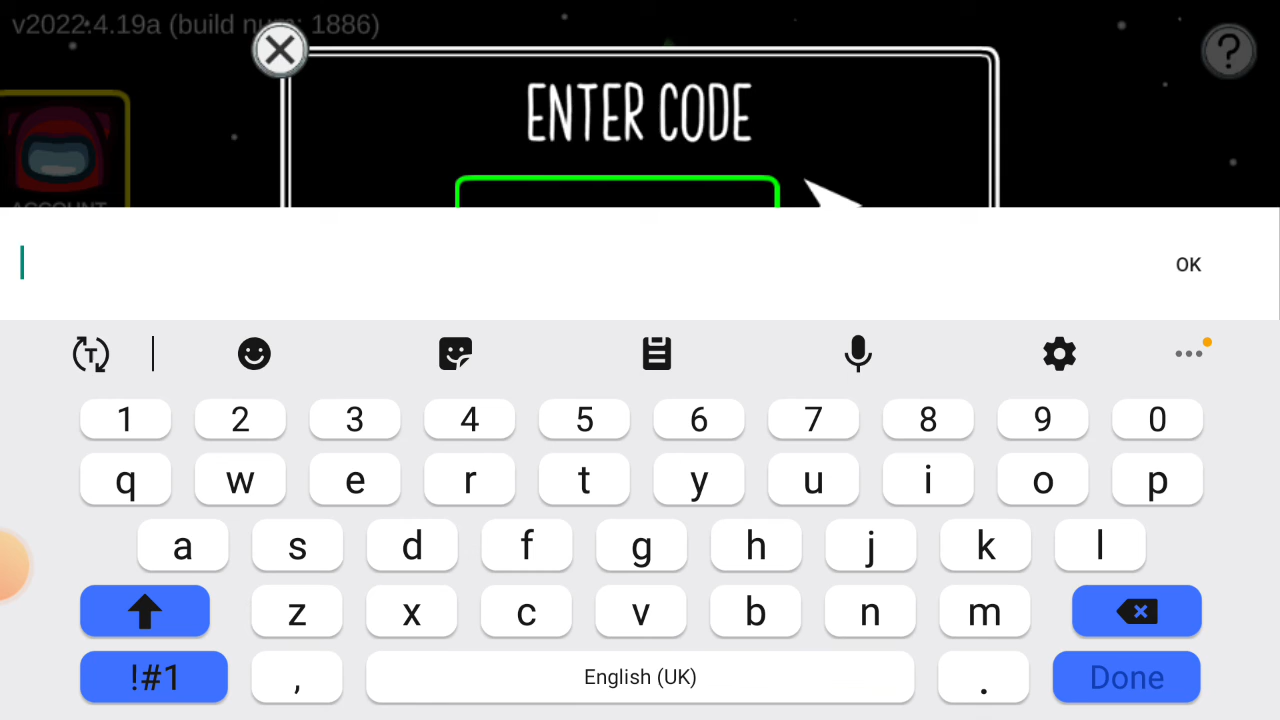 v2022.4.19a (build num: 1886)
?
ENTER CODE
ACCOUNT
OK
T
1 2 3 4 5 6 7 8 9 0
q w e r t y u i o p
a s d f g h j k l
z x c v b n m
!#1 , English (UK) . Done